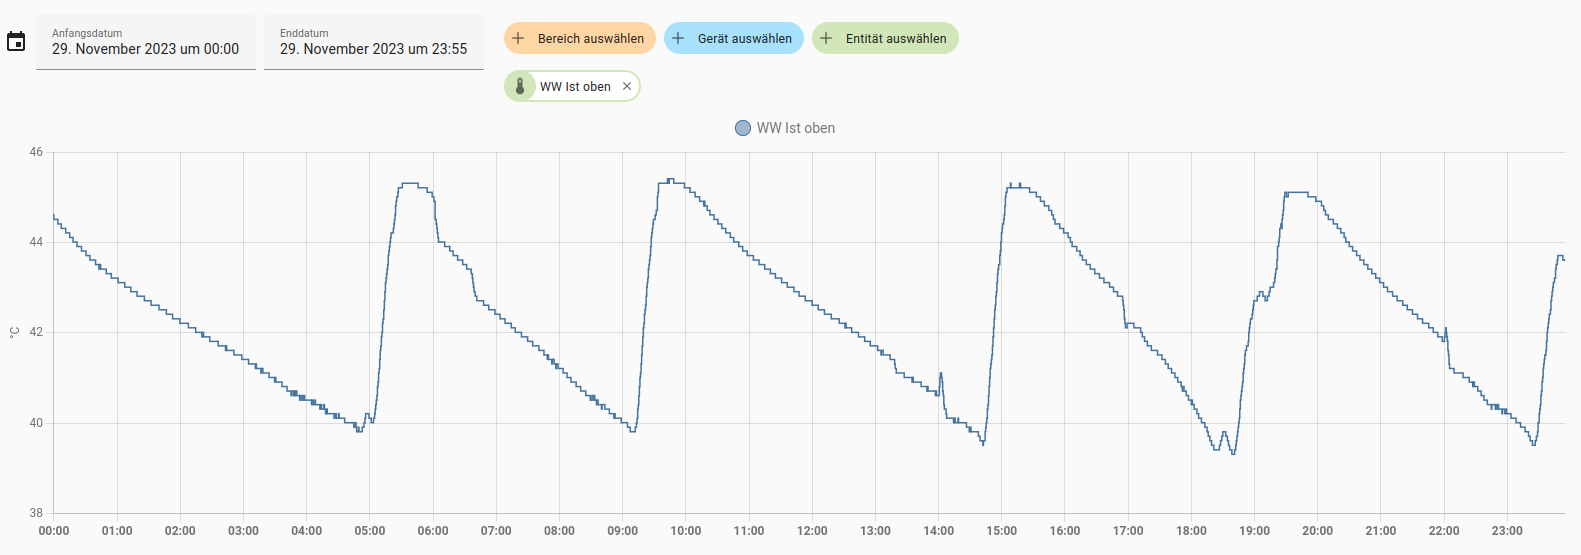 Anfangsdatum
29. November 2023 um 00:00
Enddatum
29. November 2023 um 23:55
Bereich auswählen
Gerät auswählen
Entität auswählen
WW Ist oben
WW Ist oben
46
44
42
°C
40
38
00:00 01:00 02:00 03:00 04:00 05:00 06:00 07:00 08:00 09:00 10:00 11:00 12:00 13:00 14:00 15:00 16:00 17:00 18:00 19:00 20:00 21:00 22:00 23:00